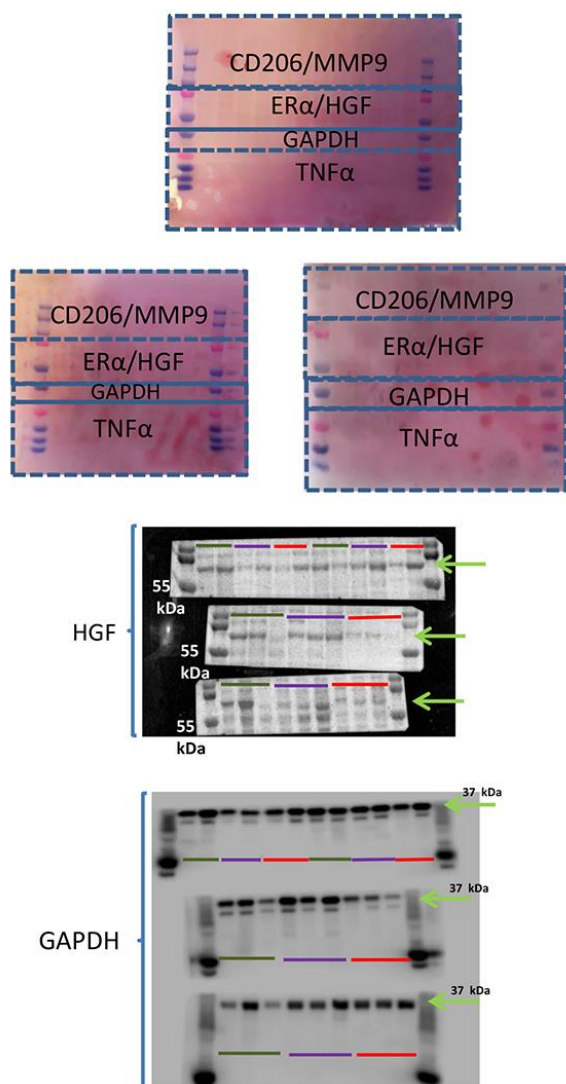 CD206/MMP9
ERα/HGF
GAPDH
TNFα
CD206/MMP9
ERα/HGF
GAPDH
TNFα
CD206/MMP9
ERα/HGF
GAPDH
TNFα
HGF
55
kDa
55
kDa
55
kDa
GAPDH
37 kDa
37 kDa
37 kDa